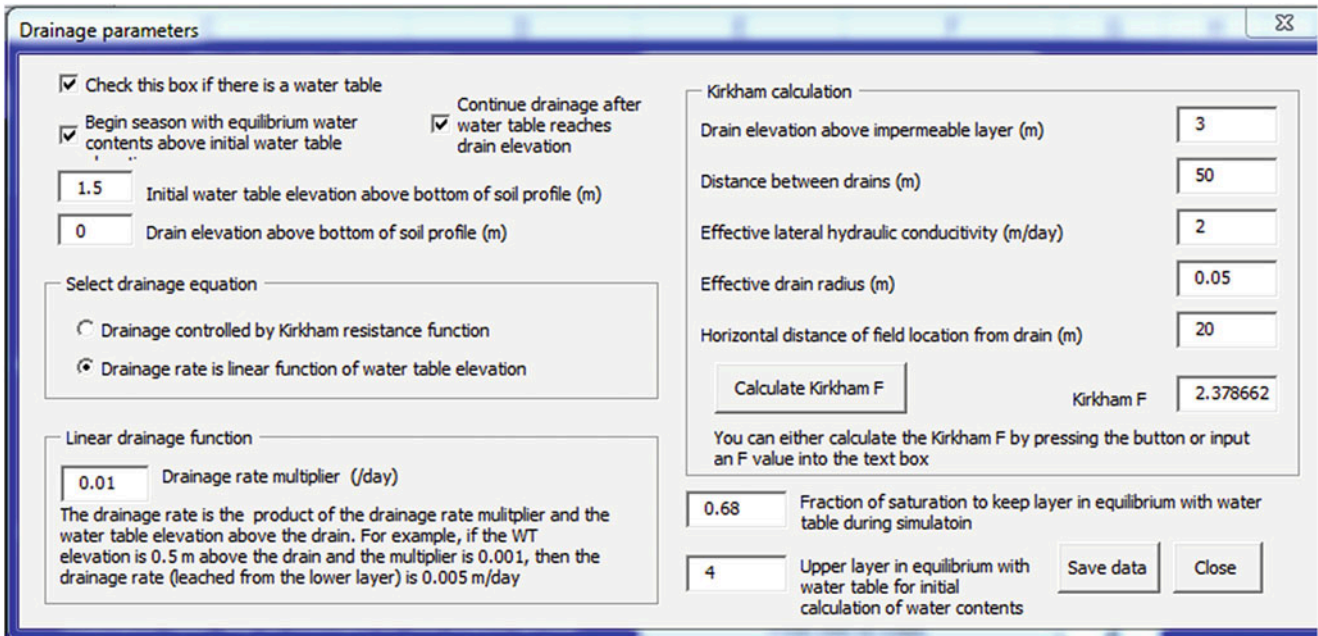 Drainage parameters
Check this box if there is a water table
Begin season with equilibrium water
contents above initial water table
Continue drainage after
water table reaches
drain elevation
1.5 Initial water table elevation above bottom of soil profile (m)
0 Drain elevation above bottom of soil profile (m)
Select drainage equation
Drainage controlled by Kirkham resistance function
Drainage rate is linear function of water table elevation
Linear drainage function
0.01 Drainage rate multiplier (/day)
The drainage rate is the product of the drainage rate mulitplier and the
water table elevation above the drain. For example, if the WT
elevation is 0.5 m above the drain and the multiplier is 0.001, then the
drainage rate (leached from the lower layer) is 0.005 m/day
Kirkham calculation
Drain elevation above impermeable layer (m) 3
Distance between drains (m) 50
Effective lateral hydraulic conducitivity (m/day) 2
Effective drain radius (m) 0.05
Horizontal distance of field location from drain (m) 20
Calculate Kirkham F Kirkham F 2.378662
You can either calculate the Kirkham F by pressing the button or input
an F value into the text box
0.68 Fraction of saturation to keep layer in equilibrium with water
table during simulatoin
4 Upper layer in equilibrium with
water table for initial
calculation of water contents
Save data Close